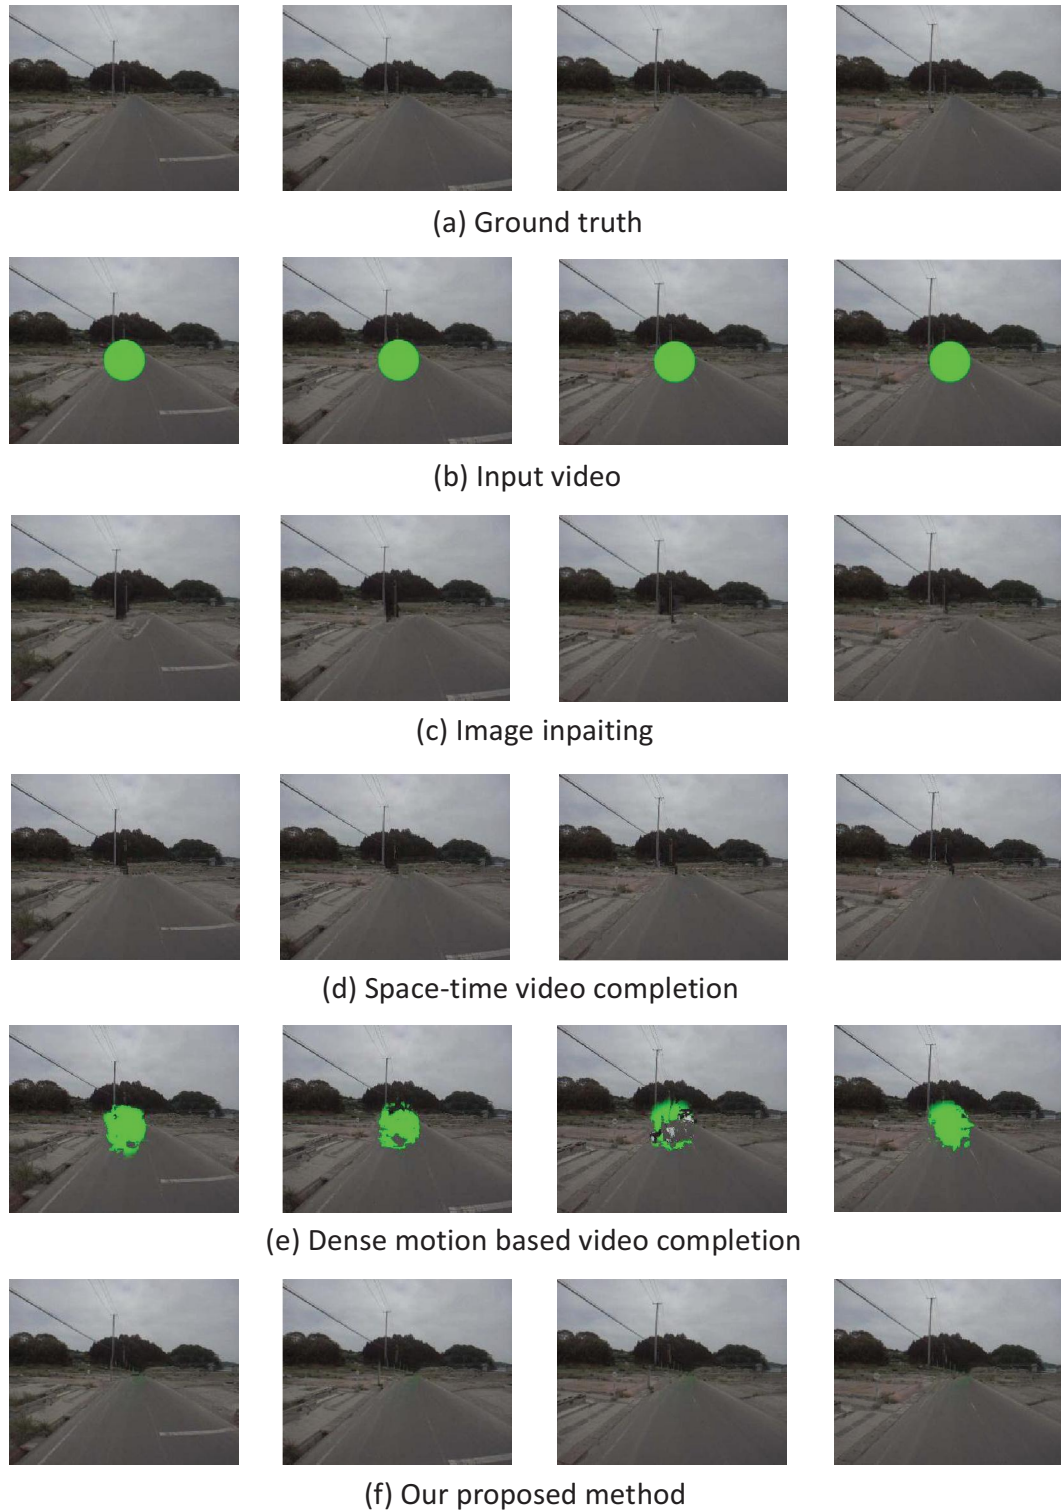 (a) Ground truth
(b) Input video
(c) Image inpaiting
(d) Space-time video completion
(e) Dense motion based video completion
(f) Our proposed method